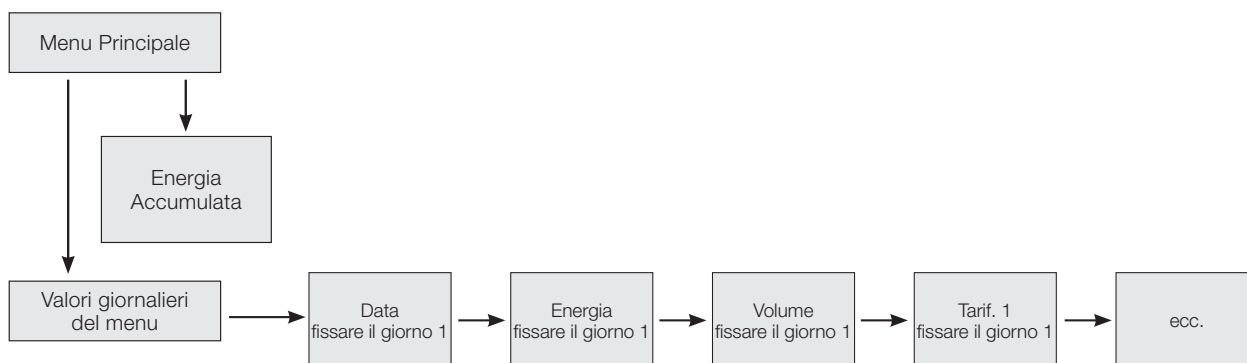 Menu Principale
Energia
Accumulata
Valori giornalieri
del menu
Data
fissare il giorno 1
Energia
fissare il giorno 1
Volume
fissare il giorno 1
Tarif. 1
fissare il giorno 1
ecc.